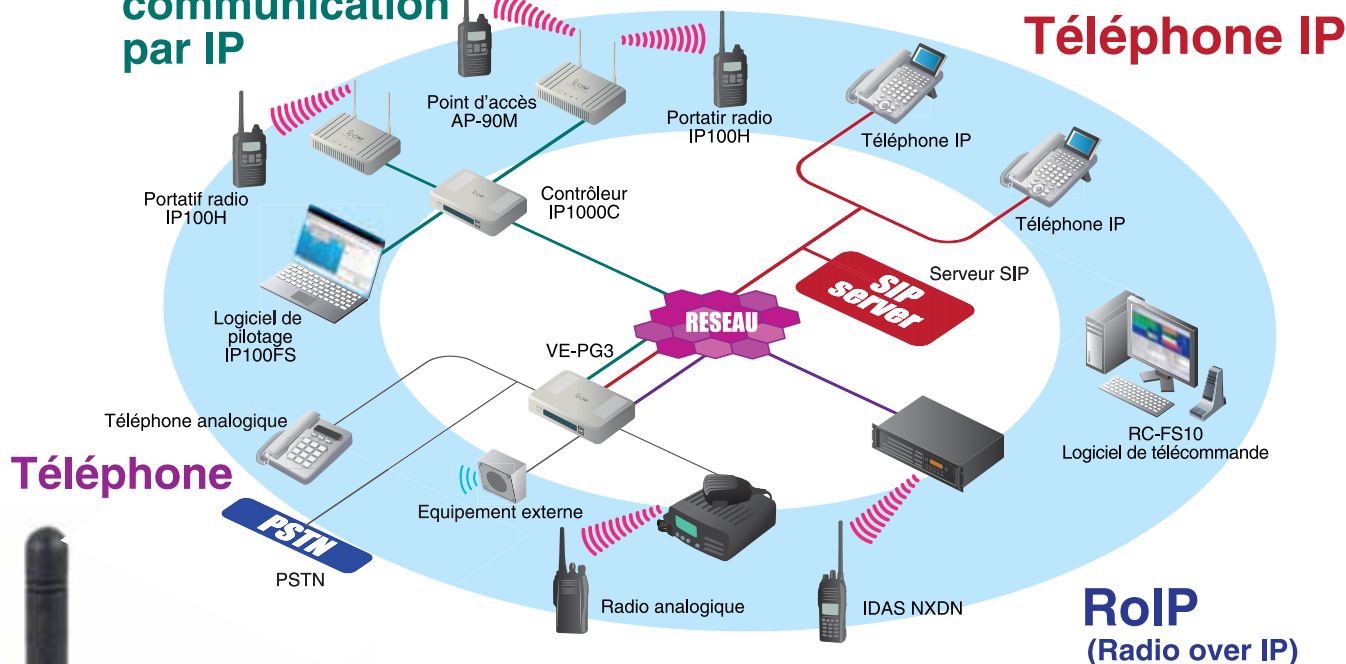 communication
par IP
Téléphone IP
Point d'accès
AP-90M
Portatir radio
IP100H
Téléphone IP
Portatif radio
IP100H
Contrôleur
IP1000C
Téléphone IP
Serveur SIP
SIP
server
Logiciel de
pilotage
IP100FS
RESEAU
VE-PG3
Téléphone analogique
RC-FS10
Logiciel de télécommande
Téléphone
Equipement externe
PSTN
PSTN
Radio analogique
IDAS NXDN
RoIP
(Radio over IP)